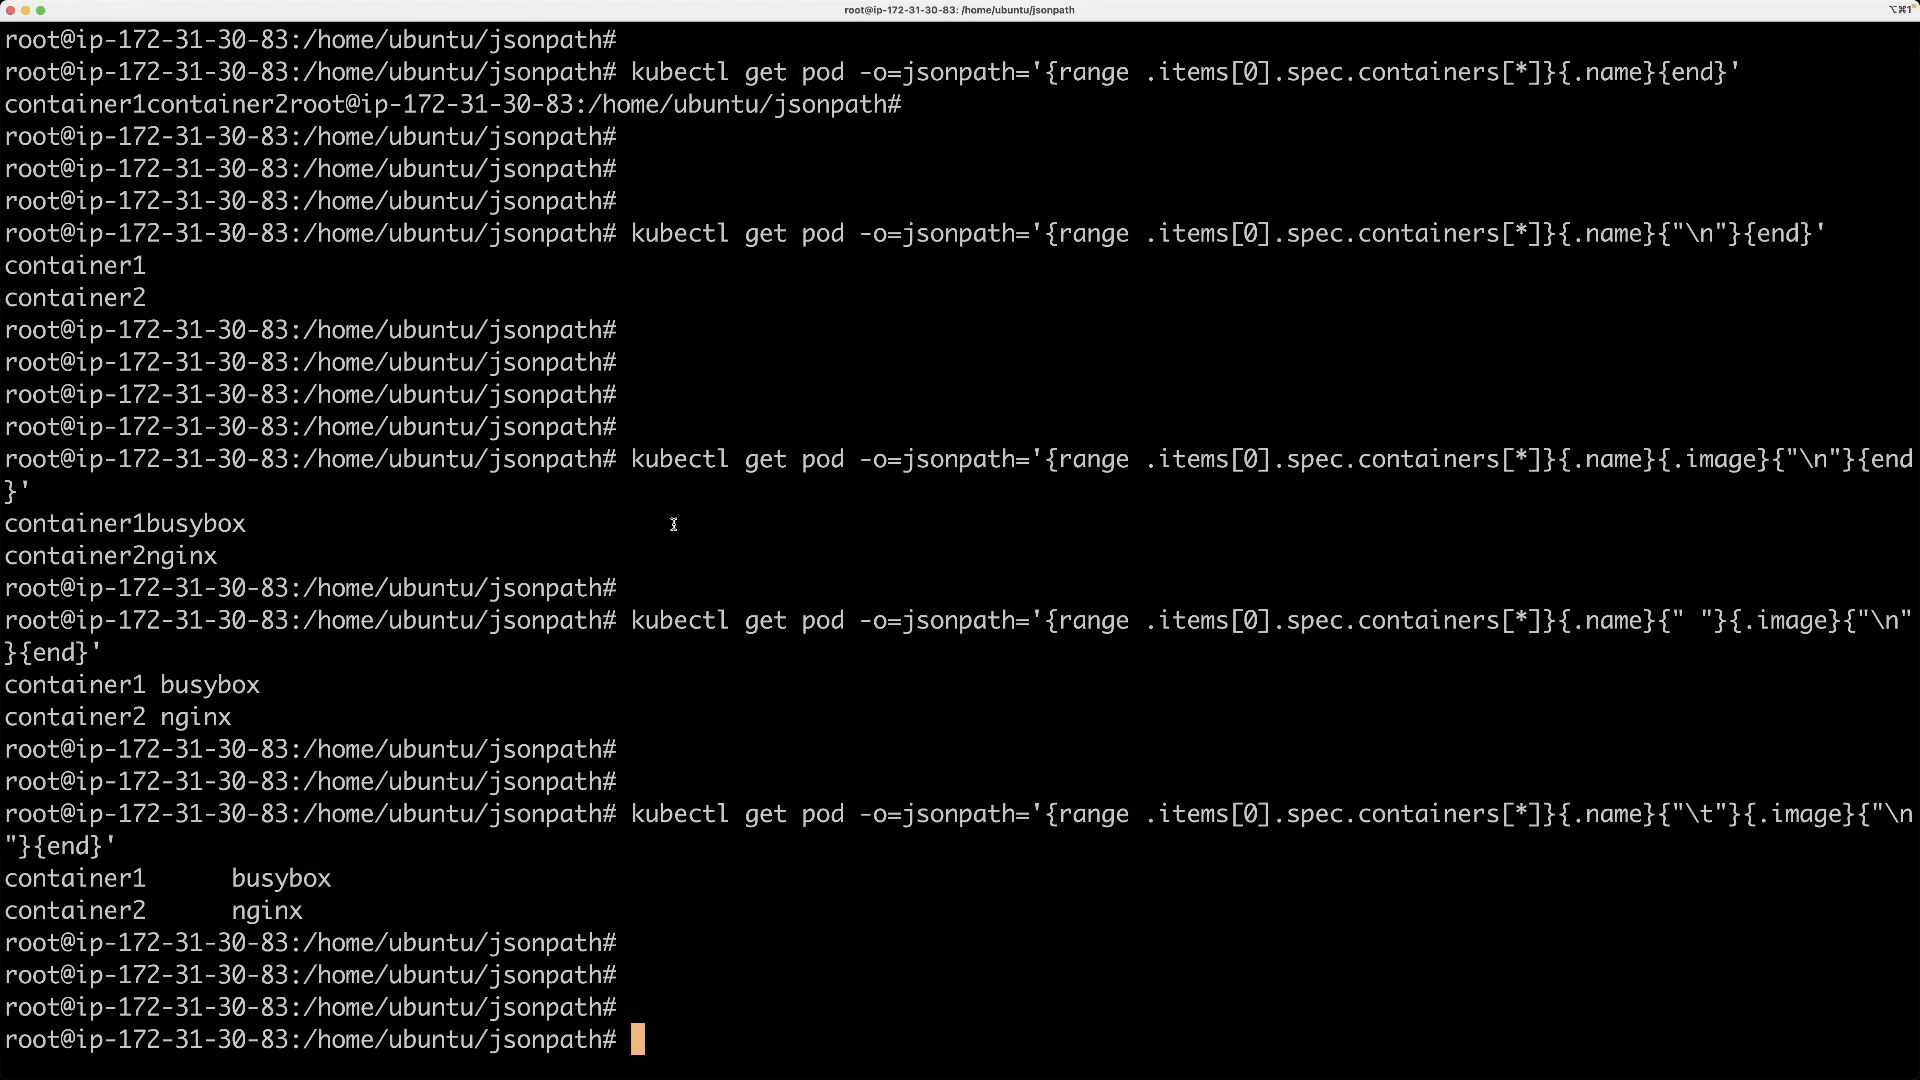 root@ip-172-31-30-83: /home/ubuntu/jsonpath
⌥⌘1
root@ip-172-31-30-83:/home/ubuntu/jsonpath#
root@ip-172-31-30-83:/home/ubuntu/jsonpath# kubectl get pod -o=jsonpath='{range .items[0].spec.containers[*]}{.name}{end}'
container1container2root@ip-172-31-30-83:/home/ubuntu/jsonpath#
root@ip-172-31-30-83:/home/ubuntu/jsonpath#
root@ip-172-31-30-83:/home/ubuntu/jsonpath#
root@ip-172-31-30-83:/home/ubuntu/jsonpath#
root@ip-172-31-30-83:/home/ubuntu/jsonpath# kubectl get pod -o=jsonpath='{range .items[0].spec.containers[*]}{.name}{"\n"}{end}'
container1
container2
root@ip-172-31-30-83:/home/ubuntu/jsonpath#
root@ip-172-31-30-83:/home/ubuntu/jsonpath#
root@ip-172-31-30-83:/home/ubuntu/jsonpath#
root@ip-172-31-30-83:/home/ubuntu/jsonpath#
root@ip-172-31-30-83:/home/ubuntu/jsonpath# kubectl get pod -o=jsonpath='{range .items[0].spec.containers[*]}{.name}{.image}{"\n"}{end
}'
container1busybox
container2nginx
root@ip-172-31-30-83:/home/ubuntu/jsonpath#
root@ip-172-31-30-83:/home/ubuntu/jsonpath# kubectl get pod -o=jsonpath='{range .items[0].spec.containers[*]}{.name}{" "}{.image}{"\n"
}{end}'
container1 busybox
container2 nginx
root@ip-172-31-30-83:/home/ubuntu/jsonpath#
root@ip-172-31-30-83:/home/ubuntu/jsonpath#
root@ip-172-31-30-83:/home/ubuntu/jsonpath# kubectl get pod -o=jsonpath='{range .items[0].spec.containers[*]}{.name}{"\t"}{.image}{"\n
"}{end}'
container1      busybox
container2      nginx
root@ip-172-31-30-83:/home/ubuntu/jsonpath#
root@ip-172-31-30-83:/home/ubuntu/jsonpath#
root@ip-172-31-30-83:/home/ubuntu/jsonpath#
root@ip-172-31-30-83:/home/ubuntu/jsonpath#